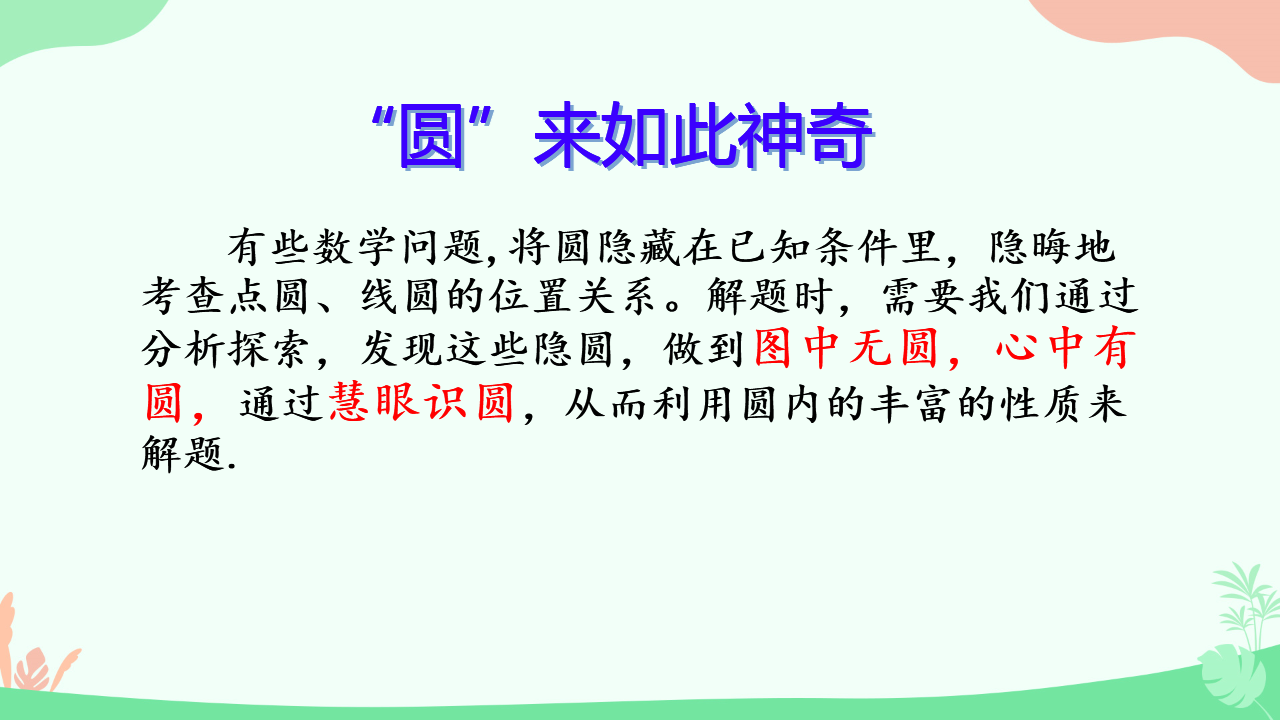 “圆”来如此神奇
有些数学问题,将圆隐藏在已知条件里，隐晦地
考查点圆、线圆的位置关系。解题时，需要我们通过
分析探索，发现这些隐圆，做到图中无圆，心中有
圆，通过慧眼识圆，从而利用圆内的丰富的性质来
解题.